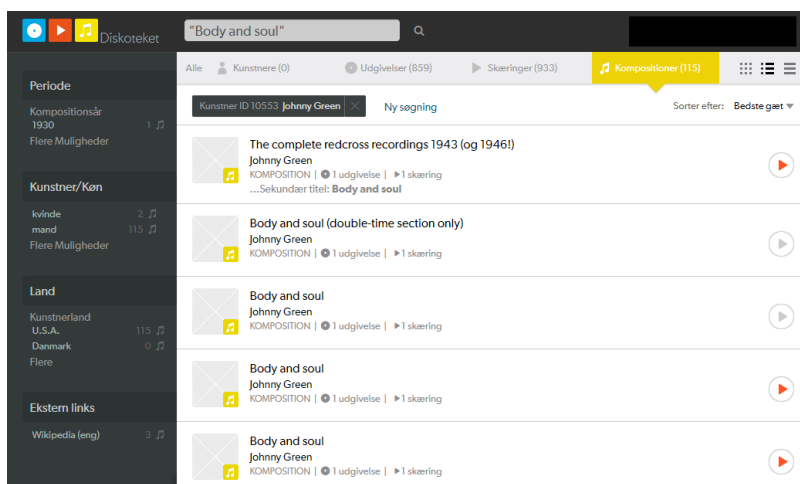 Diskoteket
"Body and soul"
Alle Kunstnere (0) Udgivelser (859) Skæringer (933) Kompositioner (115)
Kunstner ID 10553 Johnny Green Ny søgning Sorter efter: Bedste gæt
Periode
Kompositionsår
1930 1
Flere Muligheder
Kunstner/Køn
kvinde 2
mand 115
Flere Muligheder
Land
Kunstnerland
U.S.A. 115
Danmark 0
Flere
Ekstern links
Wikipedia (eng) 3
The complete redcross recordings 1943 (og 1946!)
Johnny Green
KOMPOSITION | 1 udgivelse | 1 skæring
...Sekundær titel: Body and soul
Body and soul (double-time section only)
Johnny Green
KOMPOSITION | 1 udgivelse | 1 skæring
Body and soul
Johnny Green
KOMPOSITION | 1 udgivelse | 1 skæring
Body and soul
Johnny Green
KOMPOSITION | 1 udgivelse | 1 skæring
Body and soul
Johnny Green
KOMPOSITION | 1 udgivelse | 1 skæring